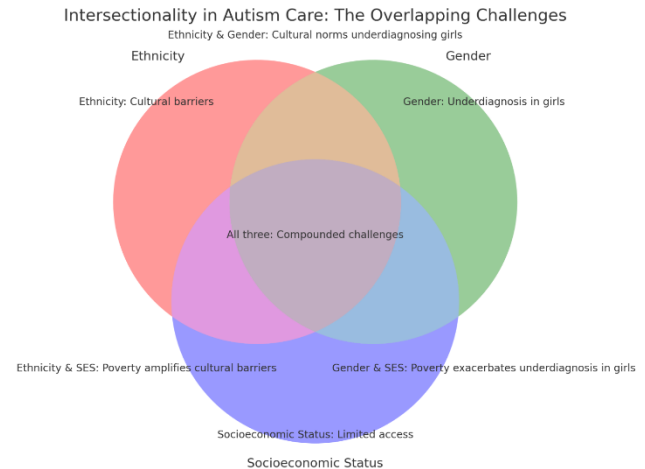 Intersectionality in Autism Care: The Overlapping Challenges
Ethnicity & Gender: Cultural norms underdiagnosing girls
Ethnicity
Gender
Ethnicity: Cultural barriers
Gender: Underdiagnosis in girls
All three: Compounded challenges
Ethnicity & SES: Poverty amplifies cultural barriers
Gender & SES: Poverty exacerbates underdiagnosis in girls
Socioeconomic Status: Limited access
Socioeconomic Status